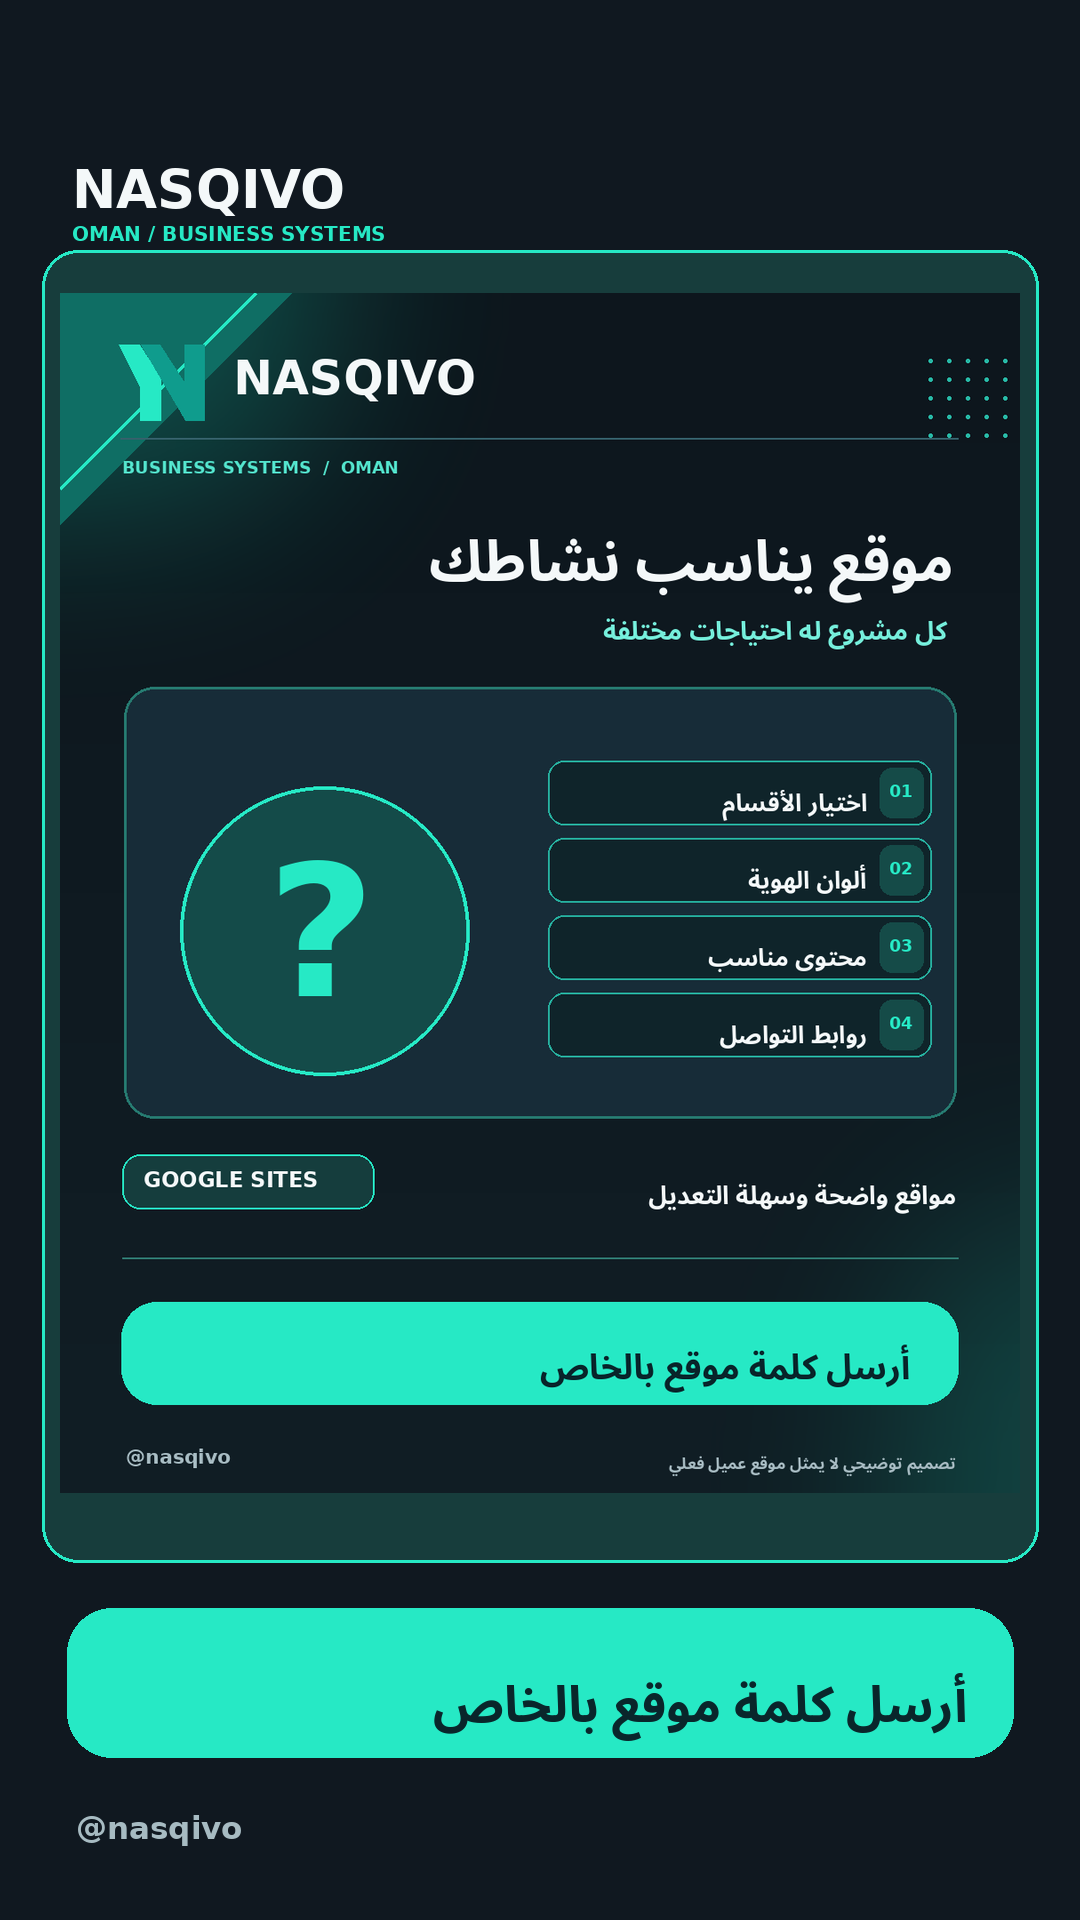 NASQIVO
OMAN / BUSINESS SYSTEMS
NASQIVO
BUSINESS SYSTEMS / OMAN
موقع يناسب نشاطك
كل مشروع له احتياجات مختلفة
?
01 اختيار الأقسام
02 ألوان الهوية
03 محتوى مناسب
04 روابط التواصل
GOOGLE SITES
مواقع واضحة وسهلة التعديل
أرسل كلمة موقع بالخاص
@nasqivo
تصميم توضيحي لا يمثل موقع عميل فعلي
أرسل كلمة موقع بالخاص
@nasqivo